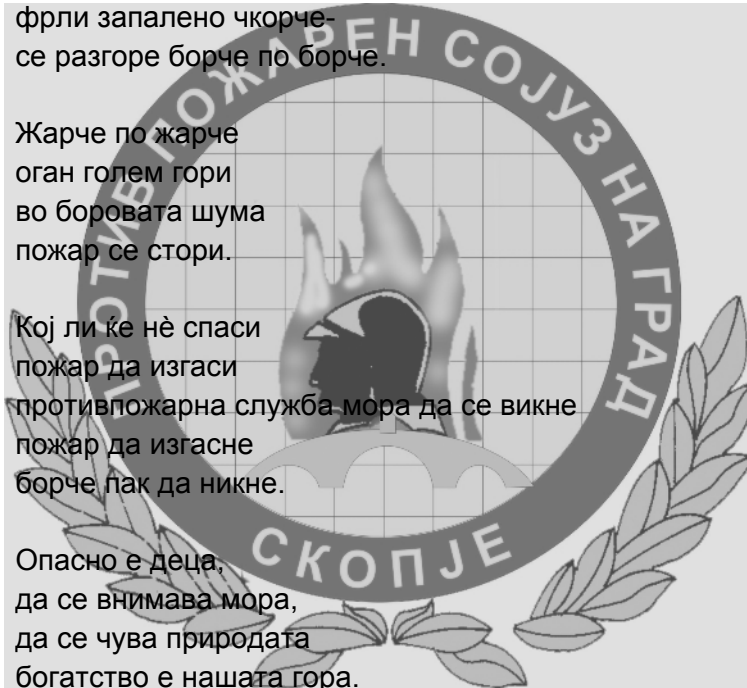 фрли запалено чкорче-
се разгоре борче по борче.
Жарче по жарче
оган голем гори
во боровата шума
пожар се стори.
Кој ли ќе нѐ спаси
пожар да изгаси
противпожарна служба мора да се викне
пожар да изгасне
борче пак да никне.
Опасно е деца,
да се внимава мора,
да се чува природата
богатство е нашата гора.
ПРОТИВ ПОЖАРЕН СОЈУЗ НА ГРАД
СКОПЈЕ